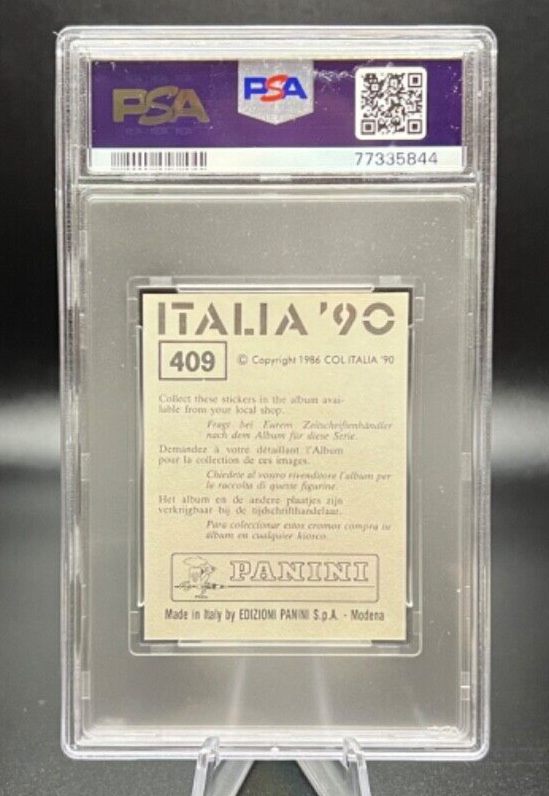 PSA
PSA
77335844
ITALIA '90
409 © Copyright 1986 COL ITALIA '90
Collect these stickers in the album avai-
lable from your local shop.
Fragt bei Eurem Zeitschriftenhändler
nach dem Album für diese Serie.
Demandez à votre détaillant l'Album
pour la collection de ces images.
Chiedete al vostro rivenditore l'album per
la raccolta di queste figurine.
Het album en de andere plaatjes zijn
verkrijgbaar bij de tijdschrifthandelaar.
Para coleccionar estos cromos compra tu
álbum en cualquier kiosco.
PANINI
Made in Italy by EDIZIONI PANINI S.p.A. - Modena